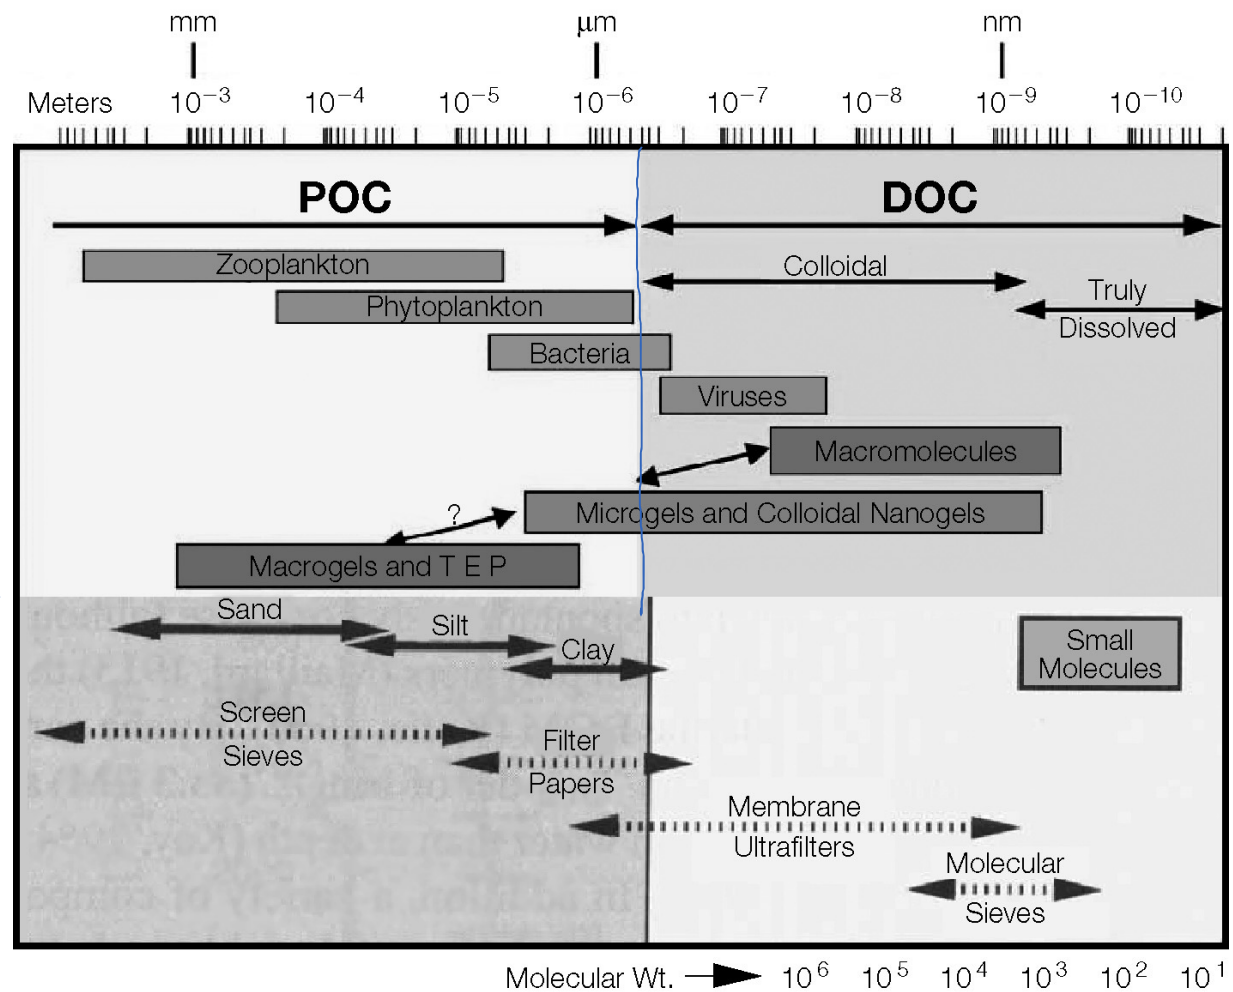 mm μm nm
Meters 10⁻³ 10⁻⁴ 10⁻⁵ 10⁻⁶ 10⁻⁷ 10⁻⁸ 10⁻⁹ 10⁻¹⁰
POC DOC
Zooplankton
Colloidal
Phytoplankton
Truly
Dissolved
Bacteria
Viruses
Macromolecules
?
Microgels and Colloidal Nanogels
Macrogels and T E P
Sand
Silt
Clay
Small
Molecules
Screen
Sieves
Filter
Papers
Membrane
Ultrafilters
Molecular
Sieves
Molecular Wt. 10⁶ 10⁵ 10⁴ 10³ 10² 10¹